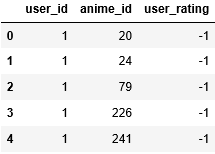 user_id anime_id user_rating
0 1 20 -1
1 1 24 -1
2 1 79 -1
3 1 226 -1
4 1 241 -1